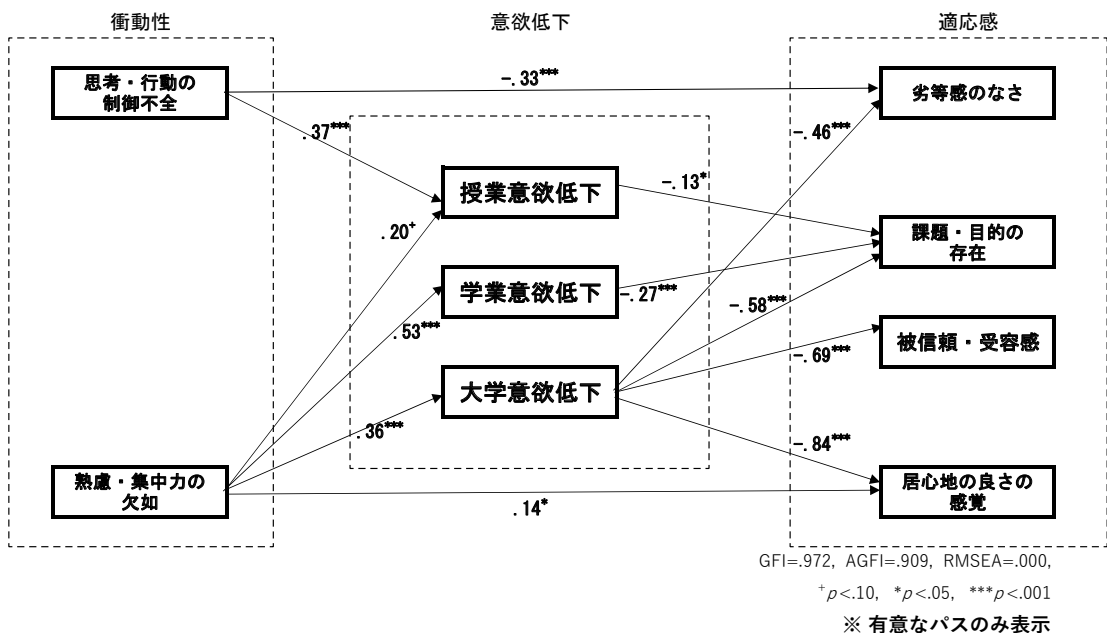 衝動性
意欲低下
適応感
思考・行動の
制御不全
-.33***
劣等感のなさ
.37***
-.46***
授業意欲低下
-.13*
.20+
課題・目的の
存在
学業意欲低下
-.27***
-.58***
.53***
被信頼・受容感
-.69***
大学意欲低下
.36***
-.84***
熟慮・集中力の
欠如
居心地の良さの
感覚
.14*
GFI=.972, AGFI=.909, RMSEA=.000,
+p<.10, *p<.05, ***p<.001
※ 有意なパスのみ表示